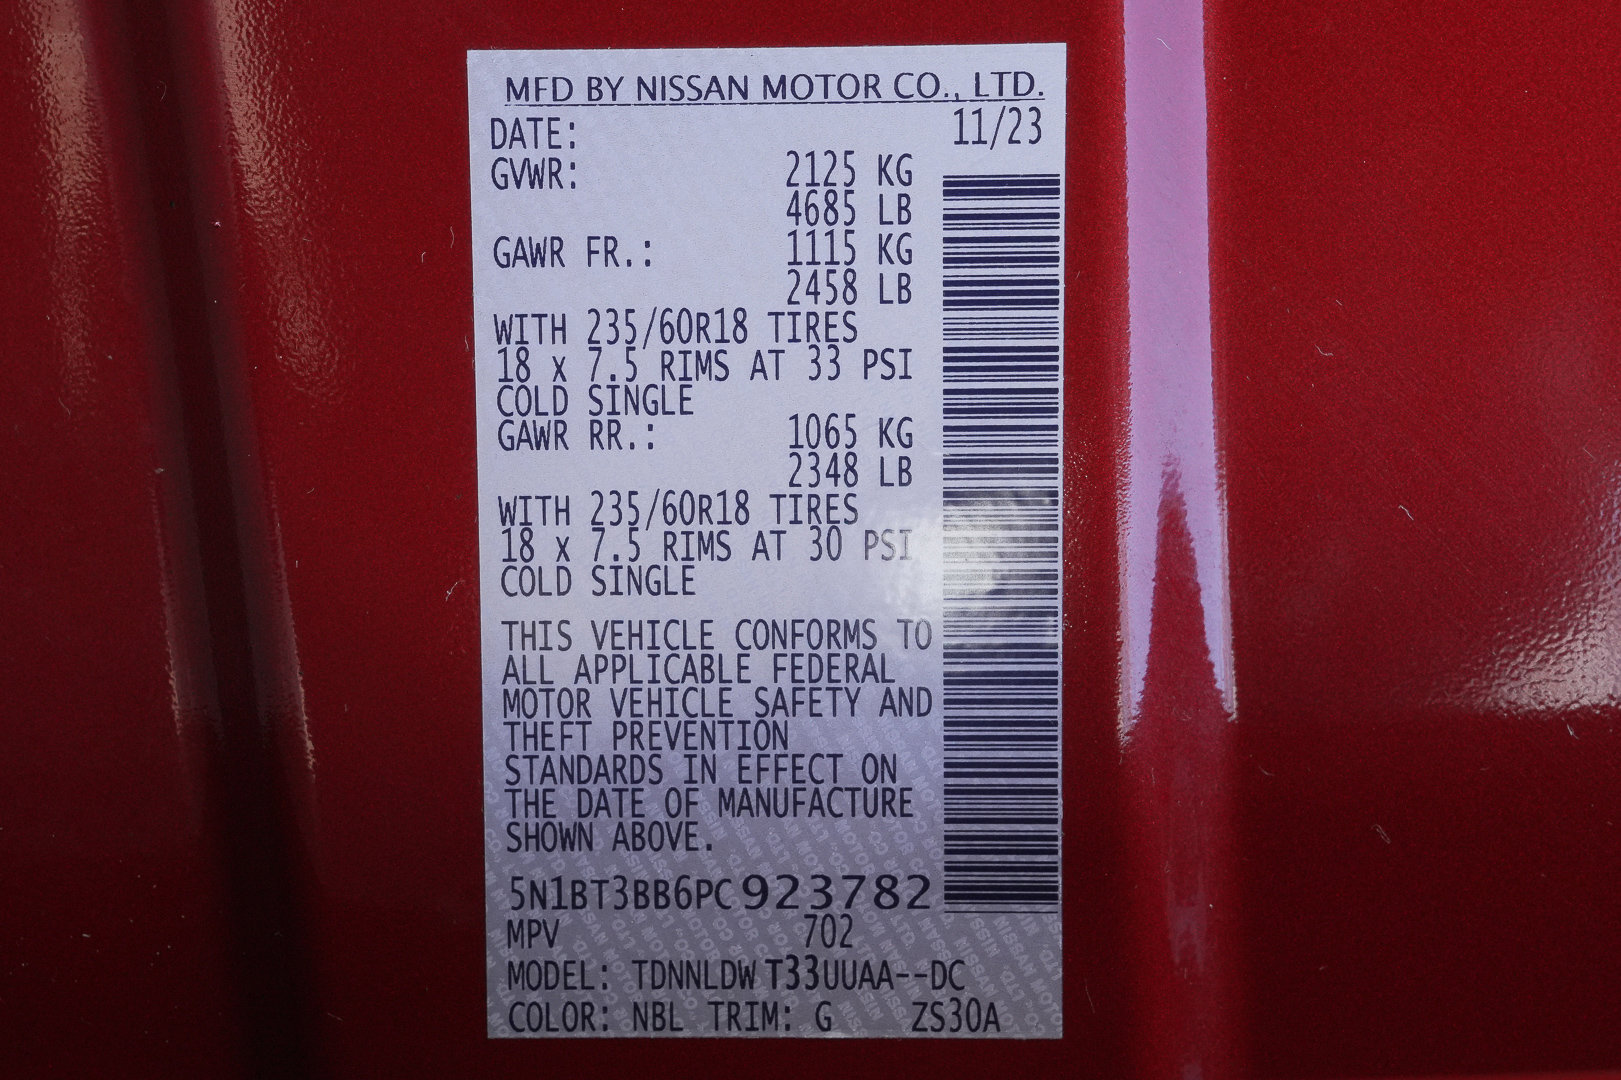 MFD BY NISSAN MOTOR CO., LTD.
DATE: 11/23
GVWR: 2125 KG
4685 LB
GAWR FR.: 1115 KG
2458 LB
WITH 235/60R18 TIRES
18 x 7.5 RIMS AT 33 PSI
COLD SINGLE
GAWR RR.: 1065 KG
2348 LB
WITH 235/60R18 TIRES
18 x 7.5 RIMS AT 30 PSI
COLD SINGLE
THIS VEHICLE CONFORMS TO
ALL APPLICABLE FEDERAL
MOTOR VEHICLE SAFETY AND
THEFT PREVENTION
STANDARDS IN EFFECT ON
THE DATE OF MANUFACTURE
SHOWN ABOVE.
5N1BT3BB6PC923782
MPV 702
MODEL: TDNNLDWT33UUAA--DC
COLOR: NBL TRIM: G ZS30A